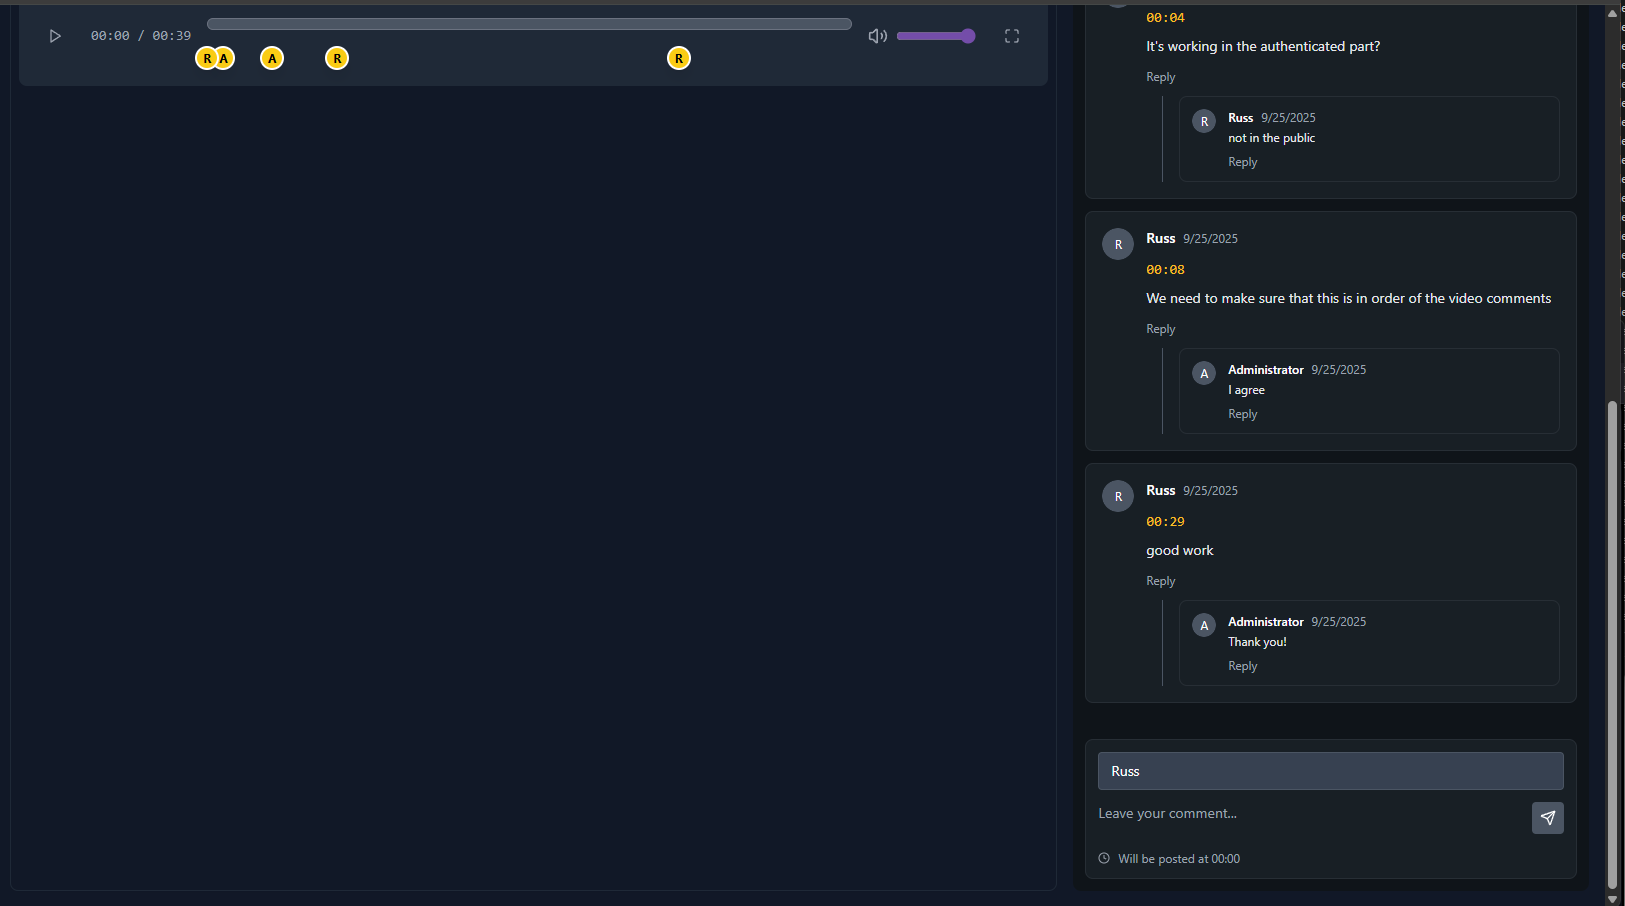 00:00 / 00:39
R A A R R
00:04
It's working in the authenticated part?
Reply
R Russ 9/25/2025
not in the public
Reply
R Russ 9/25/2025
00:08
We need to make sure that this is in order of the video comments
Reply
A Administrator 9/25/2025
I agree
Reply
R Russ 9/25/2025
00:29
good work
Reply
A Administrator 9/25/2025
Thank you!
Reply
Russ
Leave your comment...
Will be posted at 00:00